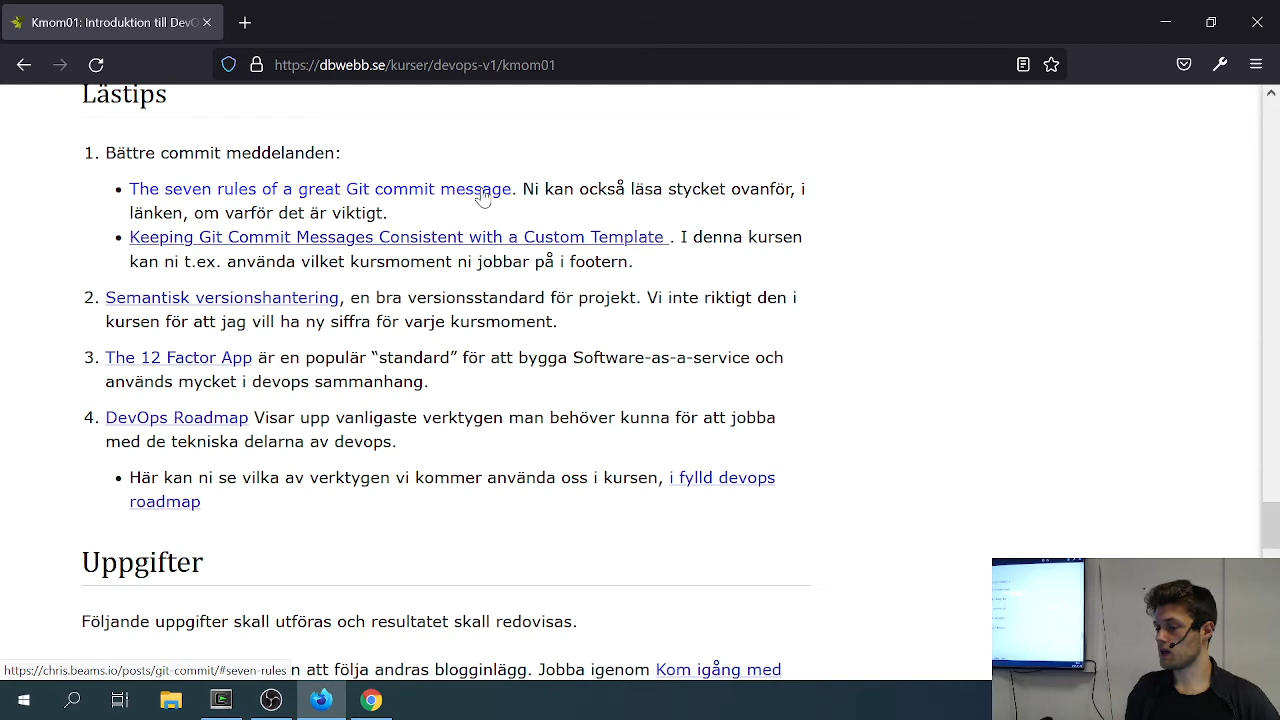 Kmom01: Introduktion till DevO
https://dbwebb.se/kurser/devops-v1/kmom01
Lästips
1. Bättre commit meddelanden:
• The seven rules of a great Git commit message. Ni kan också läsa stycket ovanför, i
länken, om varför det är viktigt.
• Keeping Git Commit Messages Consistent with a Custom Template . I denna kursen
kan ni t.ex. använda vilket kursmoment ni jobbar på i footern.
2. Semantisk versionshantering, en bra versionsstandard för projekt. Vi inte riktigt den i
kursen för att jag vill ha ny siffra för varje kursmoment.
3. The 12 Factor App är en populär “standard” för att bygga Software-as-a-service och
används mycket i devops sammanhang.
4. DevOps Roadmap Visar upp vanligaste verktygen man behöver kunna för att jobba
med de tekniska delarna av devops.
• Här kan ni se vilka av verktygen vi kommer använda oss i kursen, i fylld devops
roadmap
Uppgifter
Följande uppgifter skall utföras och resultatet skall redovisas.
n att följa andras blogginlägg. Jobba igenom Kom igång med
https://chris.beams.io/posts/git-commit/#seven-rules